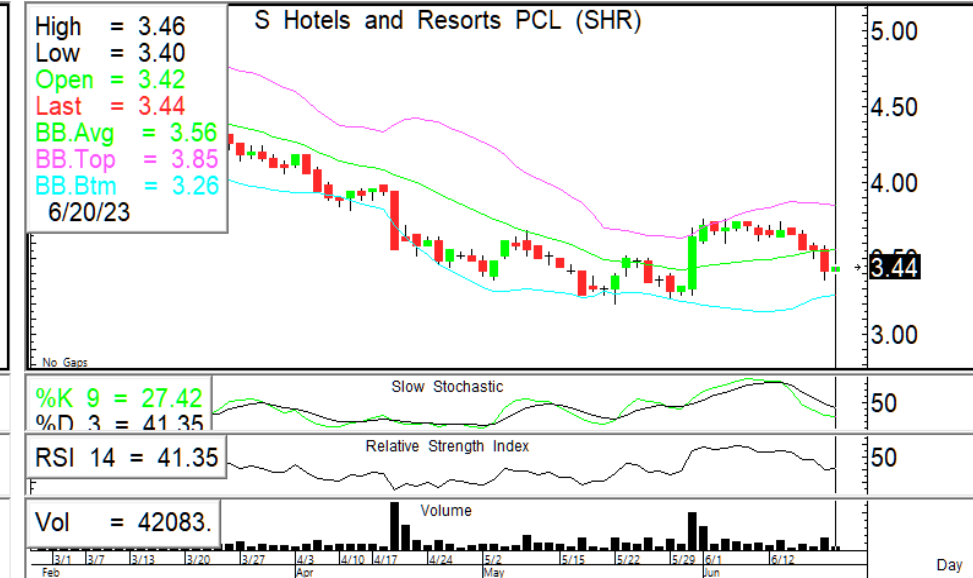 S Hotels and Resorts PCL (SHR)
High = 3.46
Low = 3.40
Open = 3.42
Last = 3.44
BB.Avg = 3.56
BB.Top = 3.85
BB.Btm = 3.26
6/20/23
5.00
4.50
4.00
3.44
3.00
No Gaps
Slow Stochastic
%K 9 = 27.42
%D 3 = 41.35
50
Relative Strength Index
RSI 14 = 41.35
50
Volume
Vol = 42083.
3/1 3/7 3/13 3/20 3/27 4/3 4/10 4/17 4/24 5/2 5/15 5/22 5/29 6/1 6/12
Feb Apr May Jun
Day